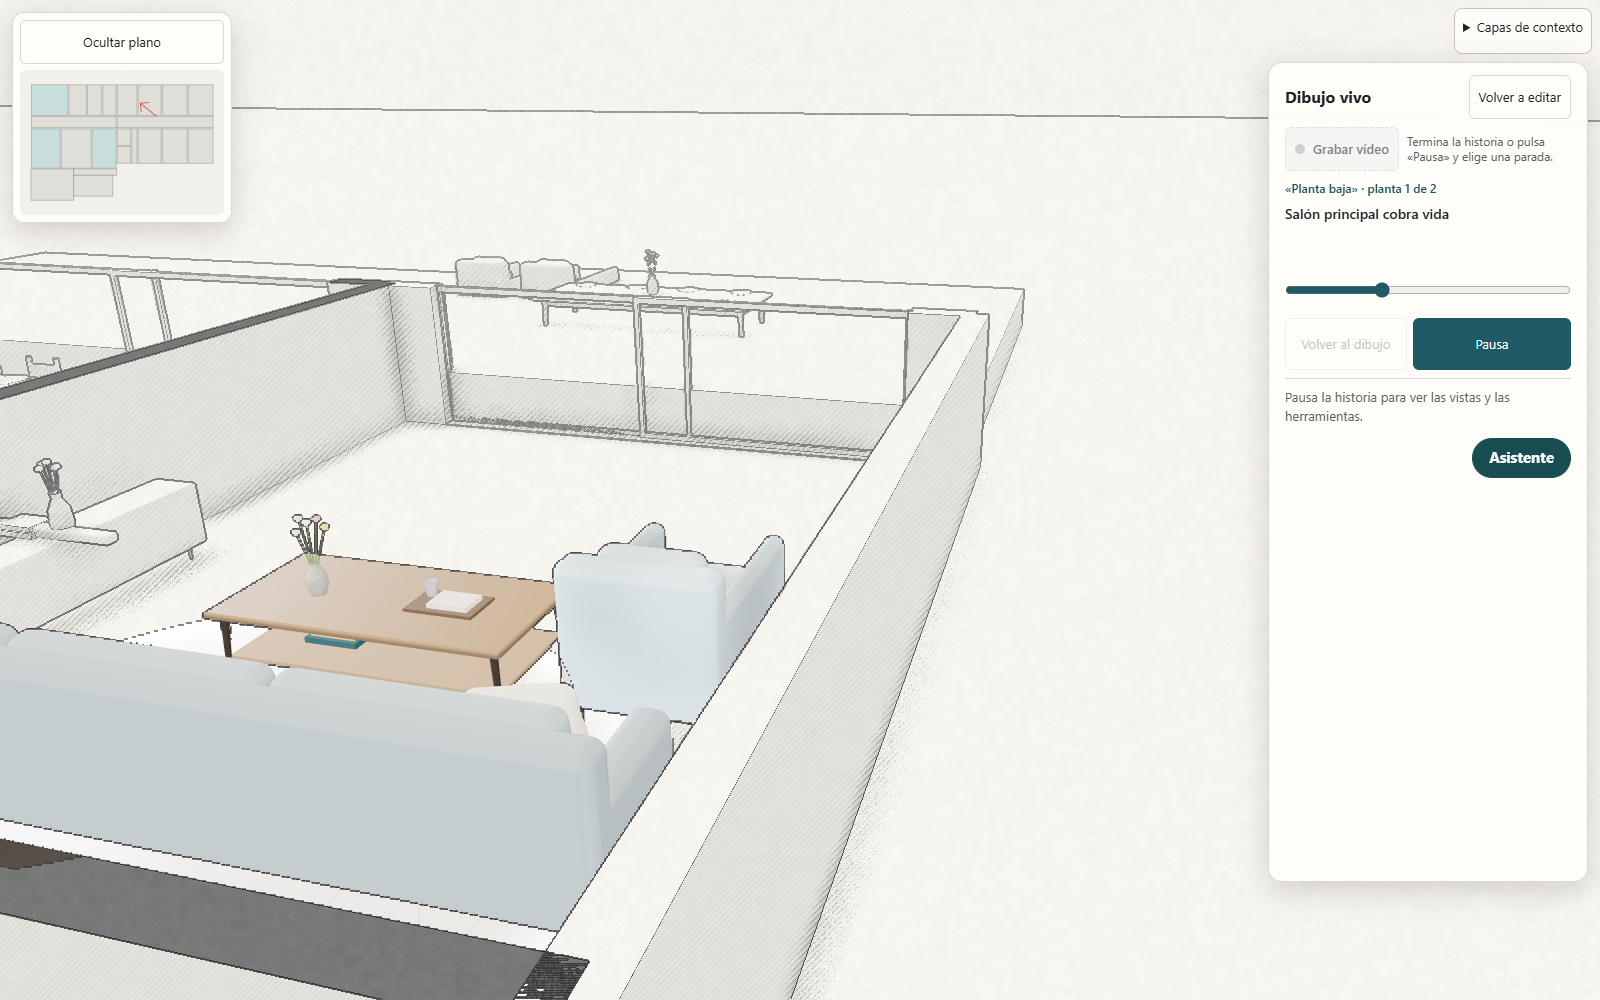 Ocultar plano
▶ Capas de contexto
Dibujo vivo
Volver a editar
Grabar vídeo
Termina la historia o pulsa
«Pausa» y elige una parada.
«Planta baja» · planta 1 de 2
Salón principal cobra vida
Volver al dibujo
Pausa
Pausa la historia para ver las vistas y las
herramientas.
Asistente